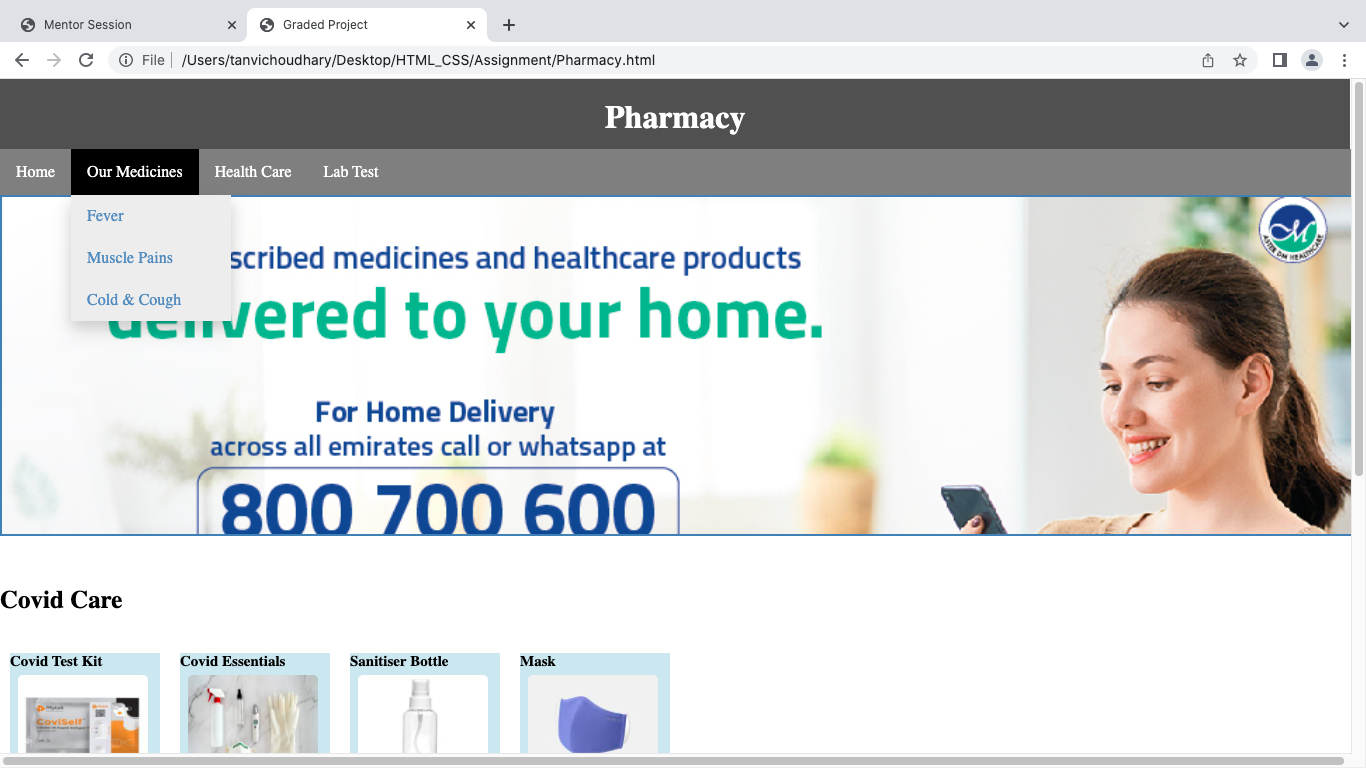 Mentor Session
Graded Project
File
/Users/tanvichoudhary/Desktop/HTML_CSS/Assignment/Pharmacy.html
Pharmacy
Home Our Medicines Health Care Lab Test
Fever
Muscle Pains
Cold & Cough
scribed medicines and healthcare products
delivered to your home.
For Home Delivery
across all emirates call or whatsapp at
800 700 600
ASTER DM HEALTHCARE
Covid Care
Covid Test Kit
Covid Essentials
Sanitiser Bottle
Mask
Mylab
CoviSelf